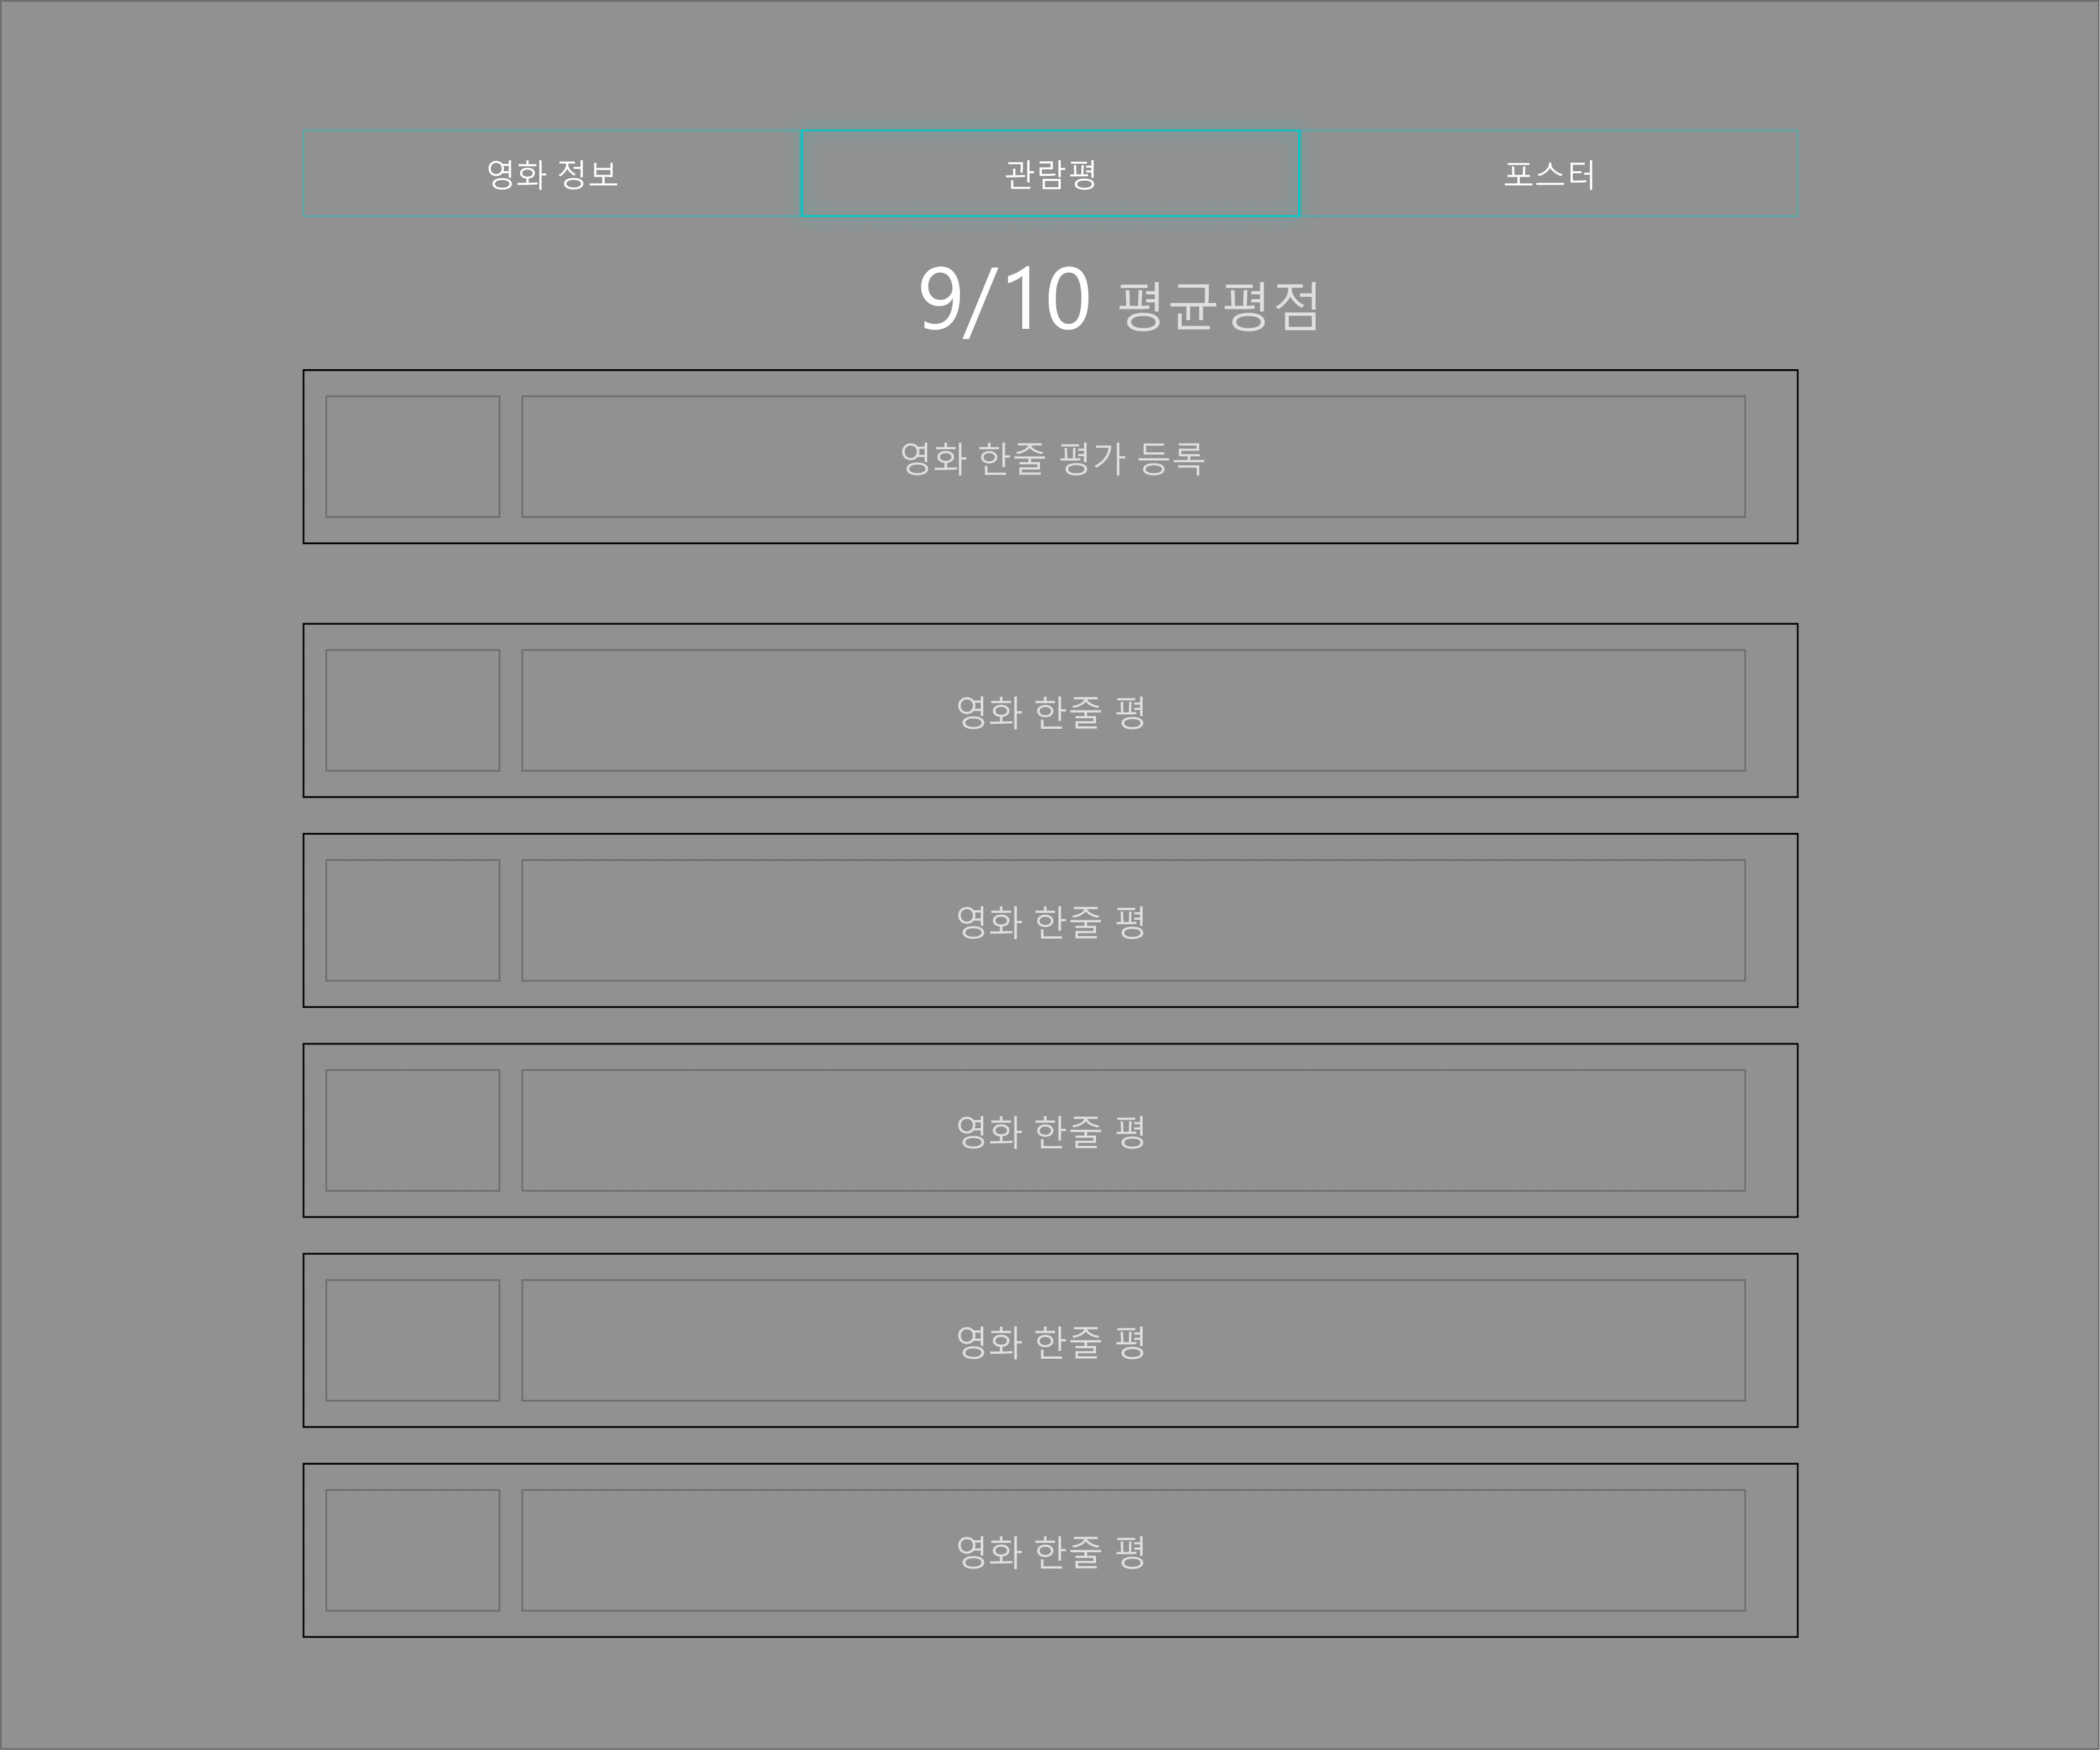 영화 정보 관람평 포스터
9/10 평균평점
영화 한줄 평가 등록
영화 한줄 평
영화 한줄 평
영화 한줄 평
영화 한줄 평
영화 한줄 평